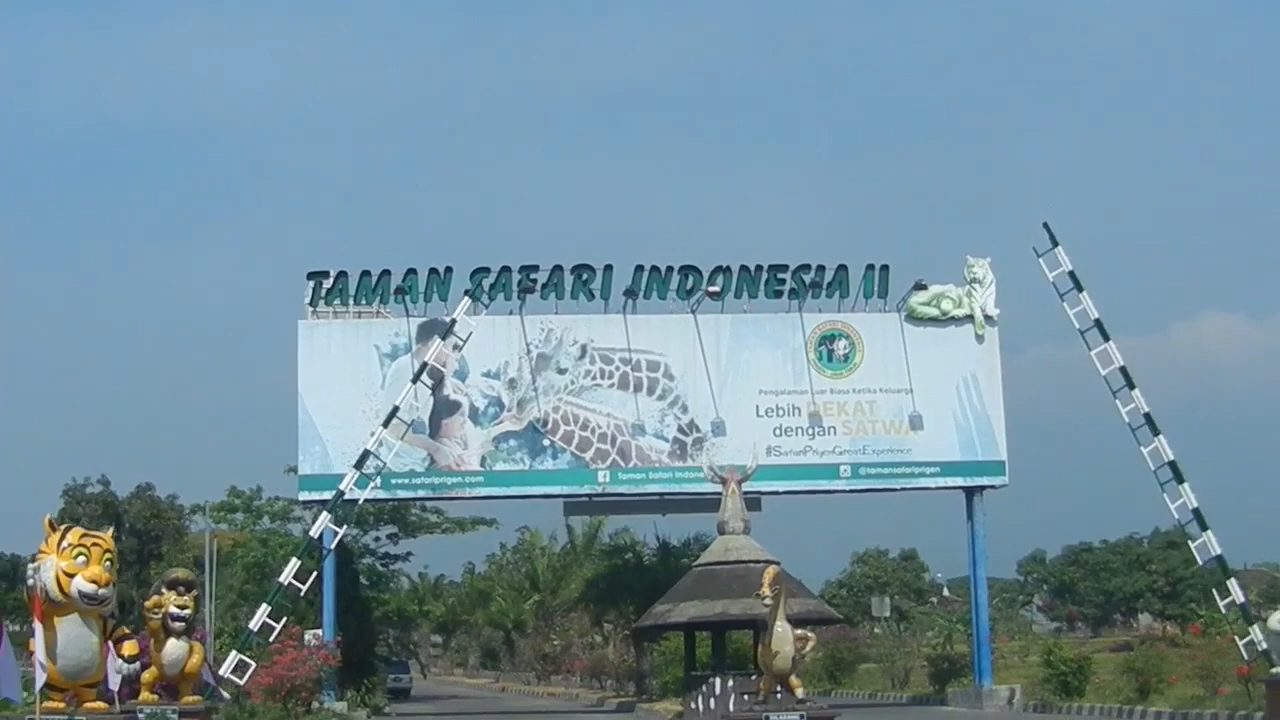 TAMAN SAFARI INDONESIA II
Pengalaman Luar Biasa Ketika Keluarga
Lebih DEKAT
dengan SATWA
#SafariPrigenGreatExperience
www.safariprigen.com
Taman Safari Indone
@tamansafariprigen